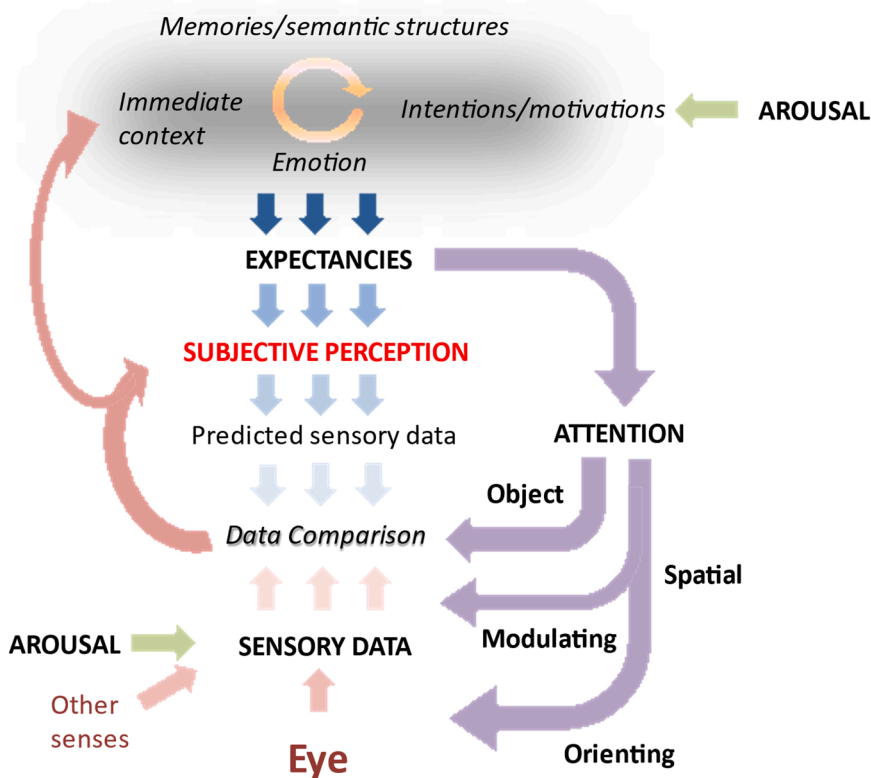 Memories/semantic structures
Immediate
context
Intentions/motivations
AROUSAL
Emotion
EXPECTANCIES
SUBJECTIVE PERCEPTION
Predicted sensory data
ATTENTION
Object
Data Comparison
Spatial
Modulating
AROUSAL
SENSORY DATA
Other
senses
Eye
Orienting